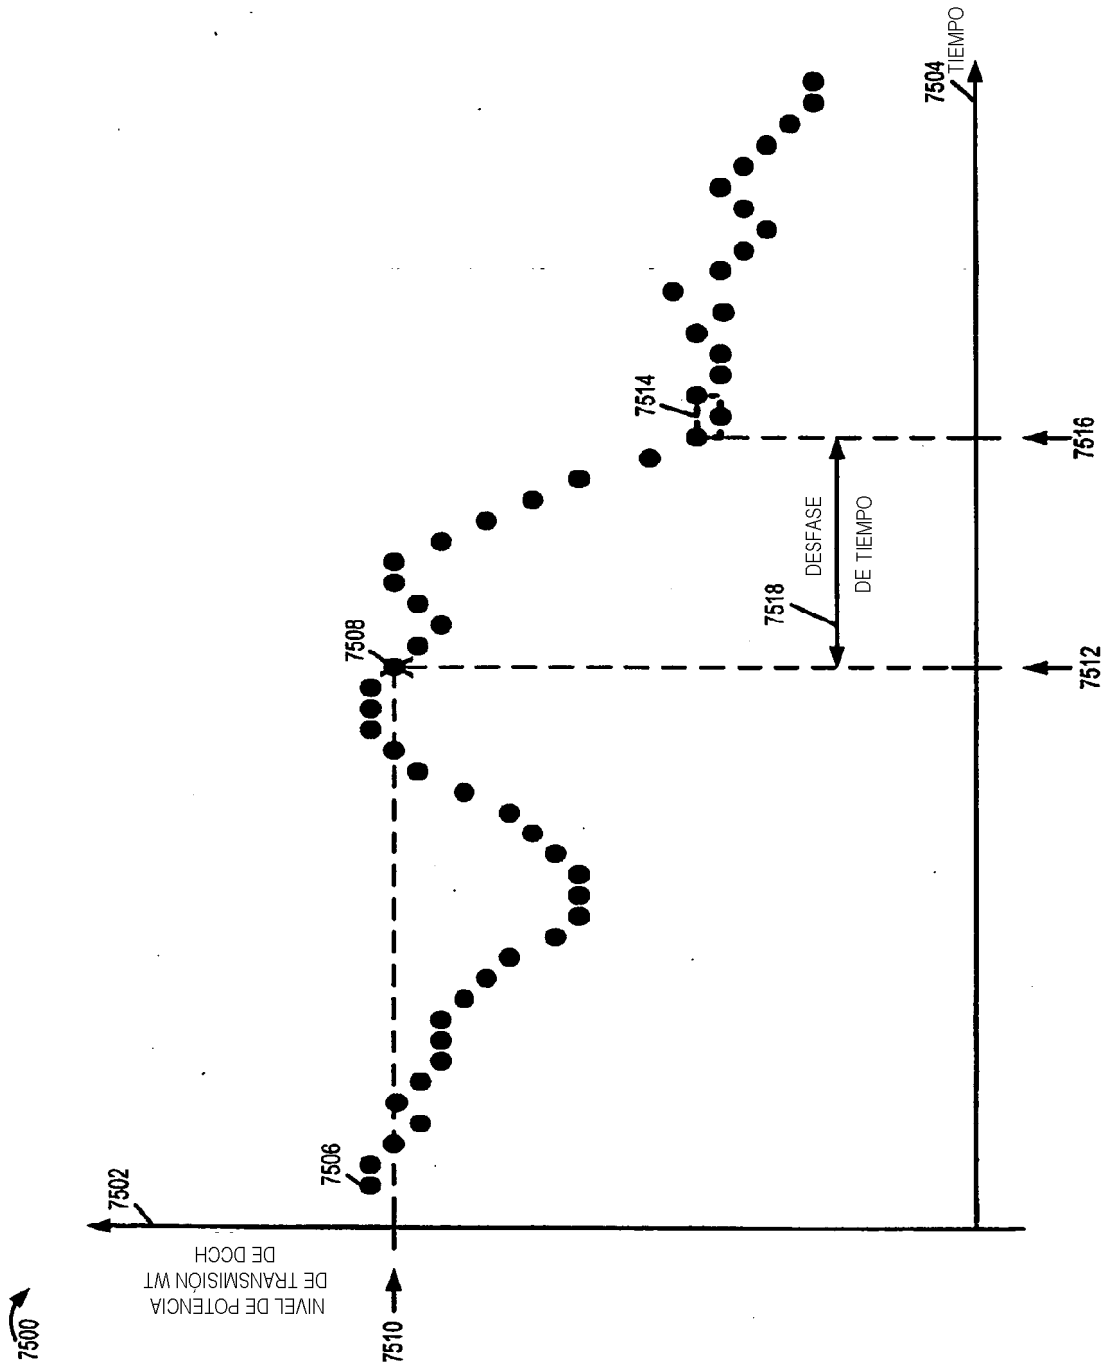 7500
7502
NIVEL DE POTENCIA
DE TRANSMISIÓN WT
DE DCCH
7510
7506
7508
7514
7518
DESFASE
DE TIEMPO
7512
7516
7504
TIEMPO